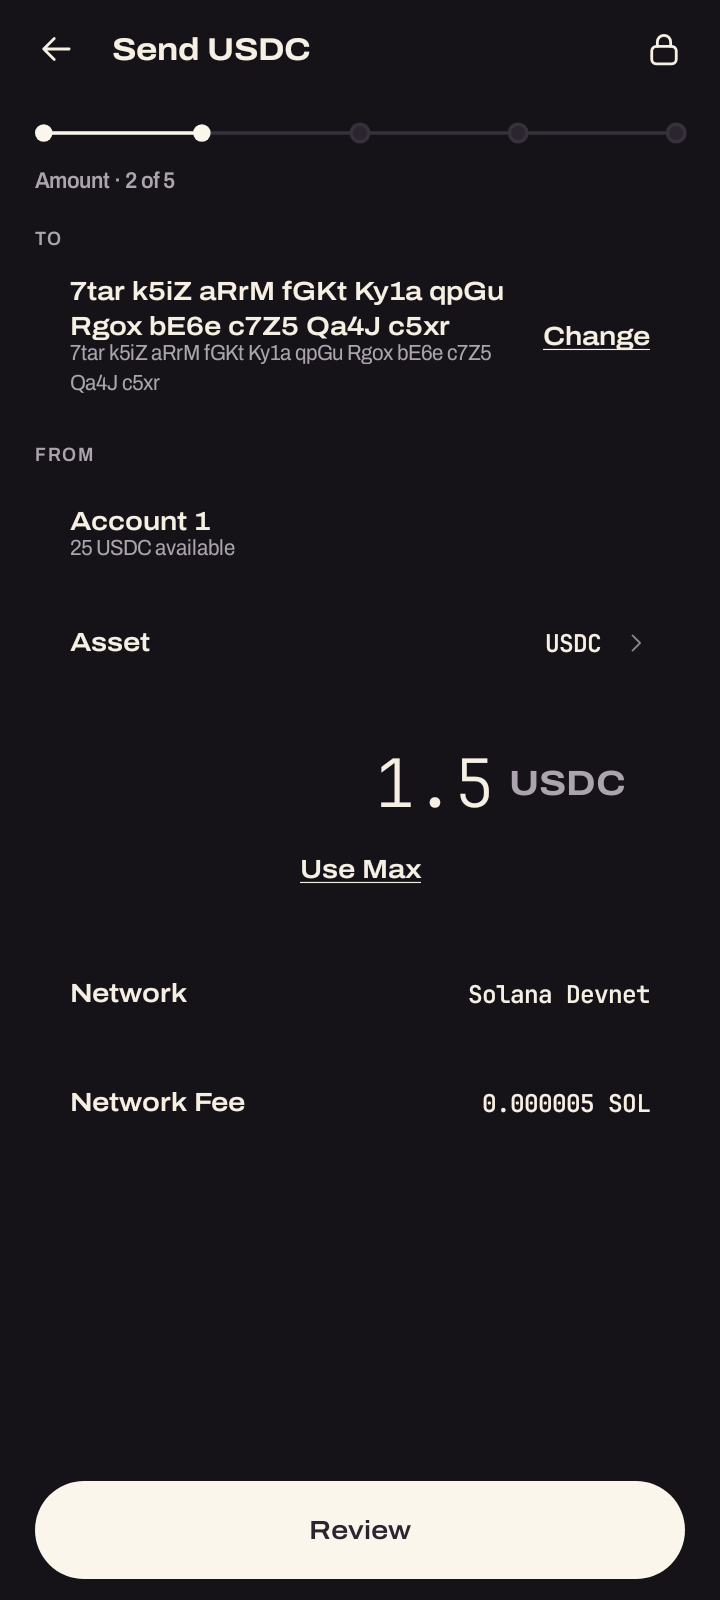 Send USDC
Amount · 2 of 5
TO
7tar k5iZ aRrM fGKt Ky1a qpGu
Rgox bE6e c7Z5 Qa4J c5xr
Change
7tar k5iZ aRrM fGKt Ky1a qpGu Rgox bE6e c7Z5
Qa4J c5xr
FROM
Account 1
25 USDC available
Asset USDC
1.5 USDC
Use Max
Network Solana Devnet
Network Fee 0.000005 SOL
Review